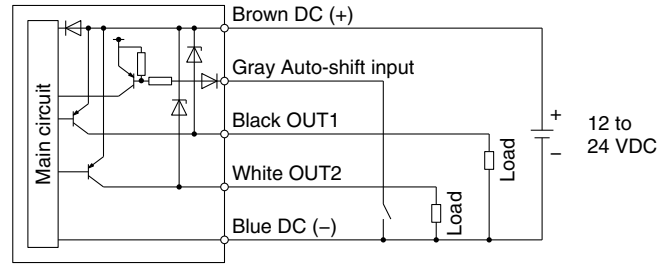 Brown DC (+)
Gray Auto-shift input
Black OUT1
White OUT2
Blue DC (−)
Main circuit
Load
Load
+
−
12 to
24 VDC